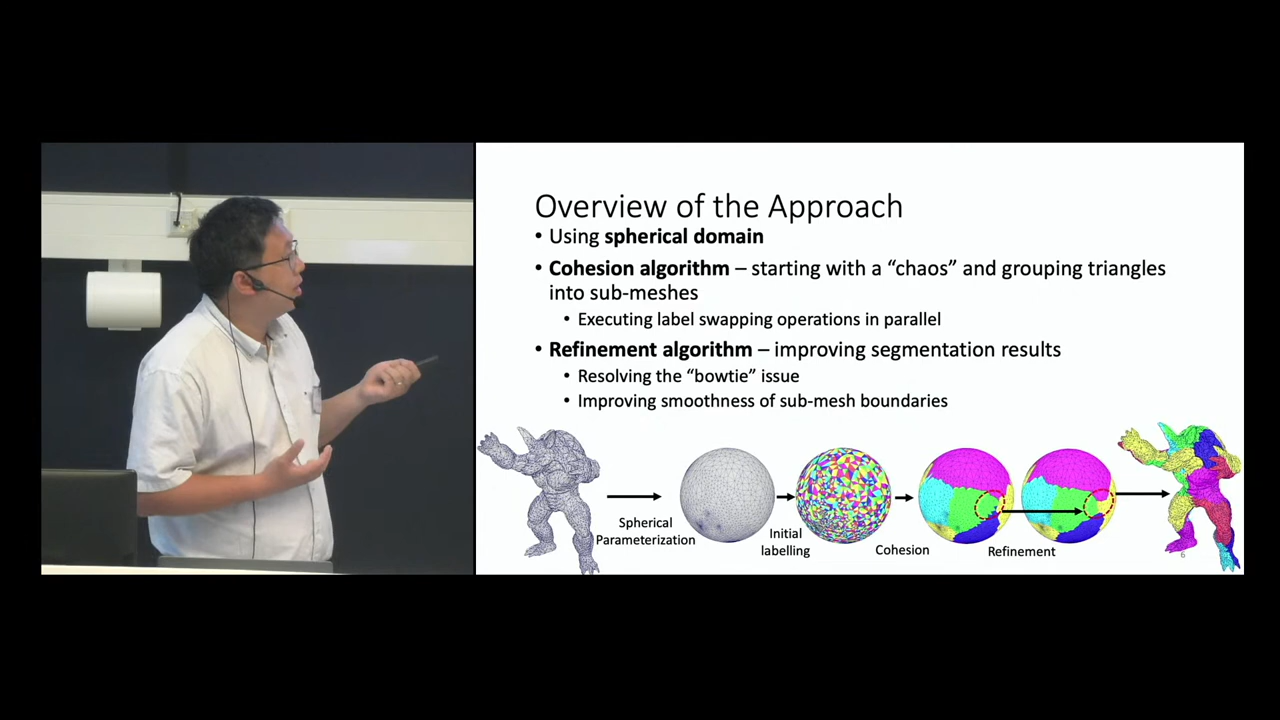 Overview of the Approach
• Using spherical domain
• Cohesion algorithm – starting with a “chaos” and grouping triangles
into sub-meshes
• Executing label swapping operations in parallel
• Refinement algorithm – improving segmentation results
• Resolving the “bowtie” issue
• Improving smoothness of sub-mesh boundaries
Spherical
Parameterization
Initial
labelling
Cohesion
Refinement
6